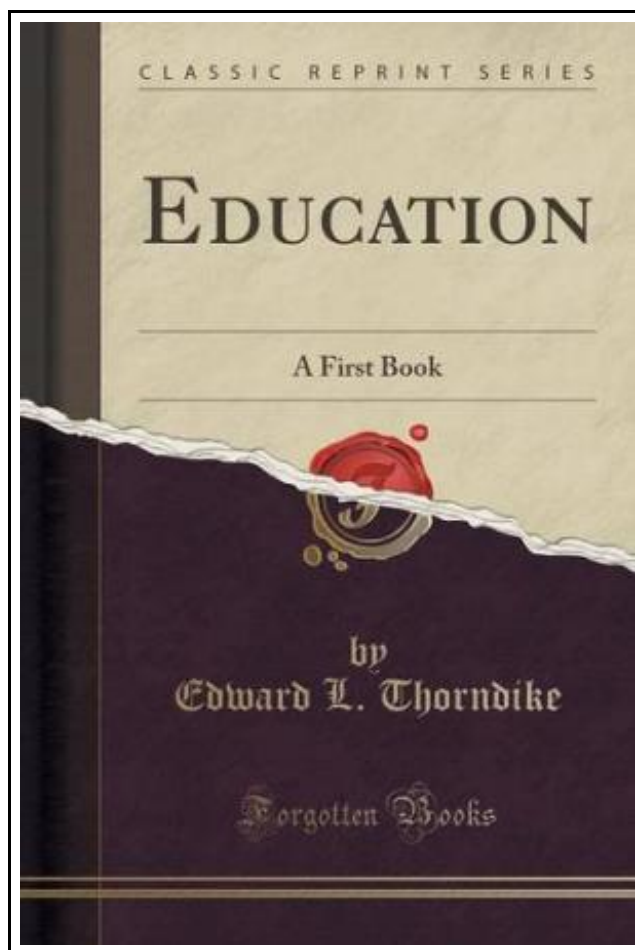 CLASSIC REPRINT SERIES
EDUCATION
A First Book
F
by
Edward L. Thorndike
Forgotten Books